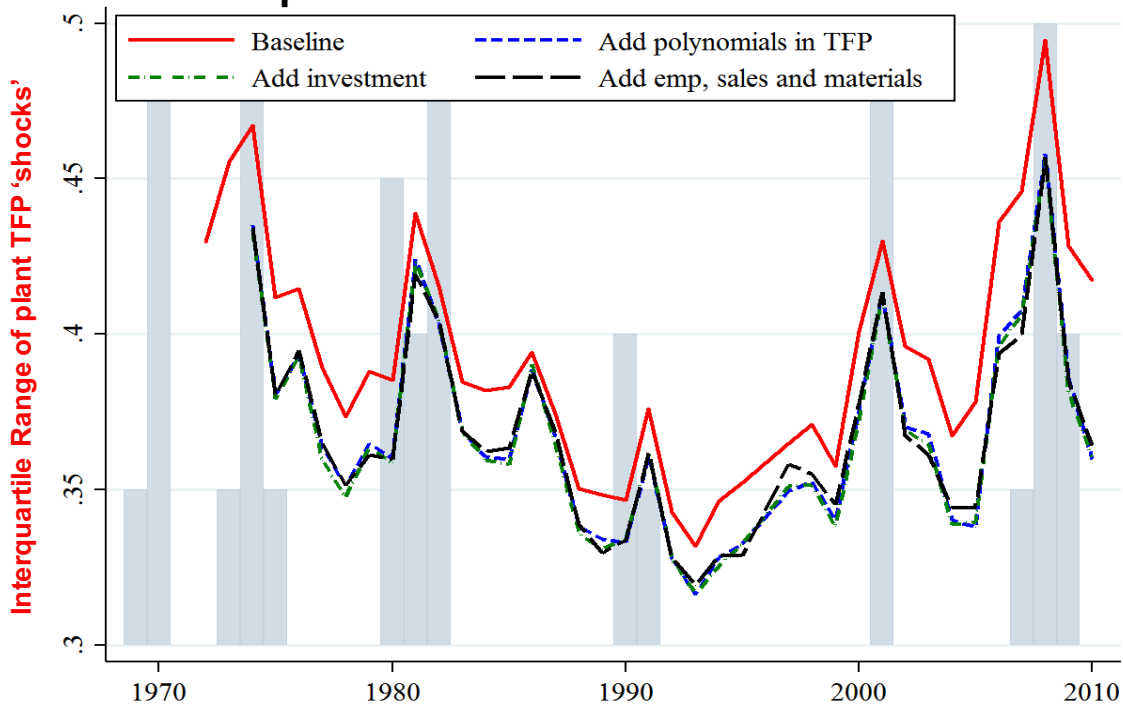 .5
Baseline
Add polynomials in TFP
Add investment
Add emp, sales and materials
Interquartile Range of plant TFP ‘shocks’
.45
.4
.35
.3
1970
1980
1990
2000
2010